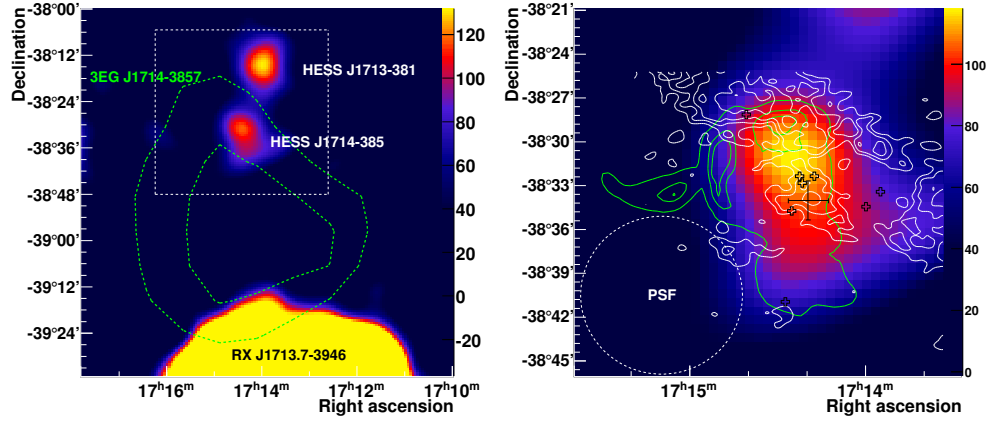 -38°00'
-38°12'
-38°24'
-38°36'
-38°48'
-39°00'
-39°12'
-39°24'
Declination
3EG J1714-3857
HESS J1713-381
HESS J1714-385
RX J1713.7-3946
17h16m
17h14m
17h12m
17h10m
Right ascension
120
100
80
60
40
20
0
-20
-38°21'
-38°24'
-38°27'
-38°30'
-38°33'
-38°36'
-38°39'
-38°42'
-38°45'
Declination
PSF
17h15m
17h14m
Right ascension
100
80
60
40
20
0